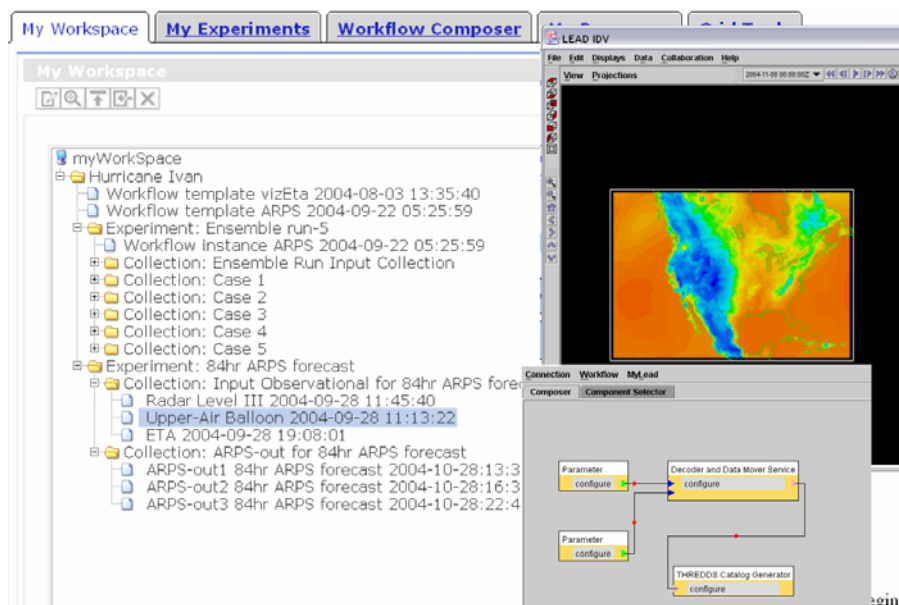 My Workspace
My Experiments
Workflow Composer
My Workspace
myWorkSpace
Hurricane Ivan
Workflow template vizEta 2004-08-03 13:35:40
Workflow template ARPS 2004-09-22 05:25:59
Experiment: Ensemble run-5
Workflow instance ARPS 2004-09-22 05:25:59
Collection: Ensemble Run Input Collection
Collection: Case 1
Collection: Case 2
Collection: Case 3
Collection: Case 4
Collection: Case 5
Experiment: 84hr ARPS forecast
Collection: Input Observational for 84hr ARPS fore
Radar Level III 2004-09-28 11:45:40
Upper-Air Balloon 2004-09-28 11:13:22
ETA 2004-09-28 19:08:01
Collection: ARPS-out for 84hr ARPS forecast
ARPS-out1 84hr ARPS forecast 2004-10-28:13:3
ARPS-out2 84hr ARPS forecast 2004-10-28:16:3
ARPS-out3 84hr ARPS forecast 2004-10-28:22:4
LEAD IDV
File Edit Displays Data Collaboration Help
View Projections
2004-11-08 00:00:00Z
Connection Workflow MyLead
Composer Component Selector
Parameter
configure
Decoder and Data Mover Service
configure
Parameter
configure
THREDDS Catalog Generator
configure
egin